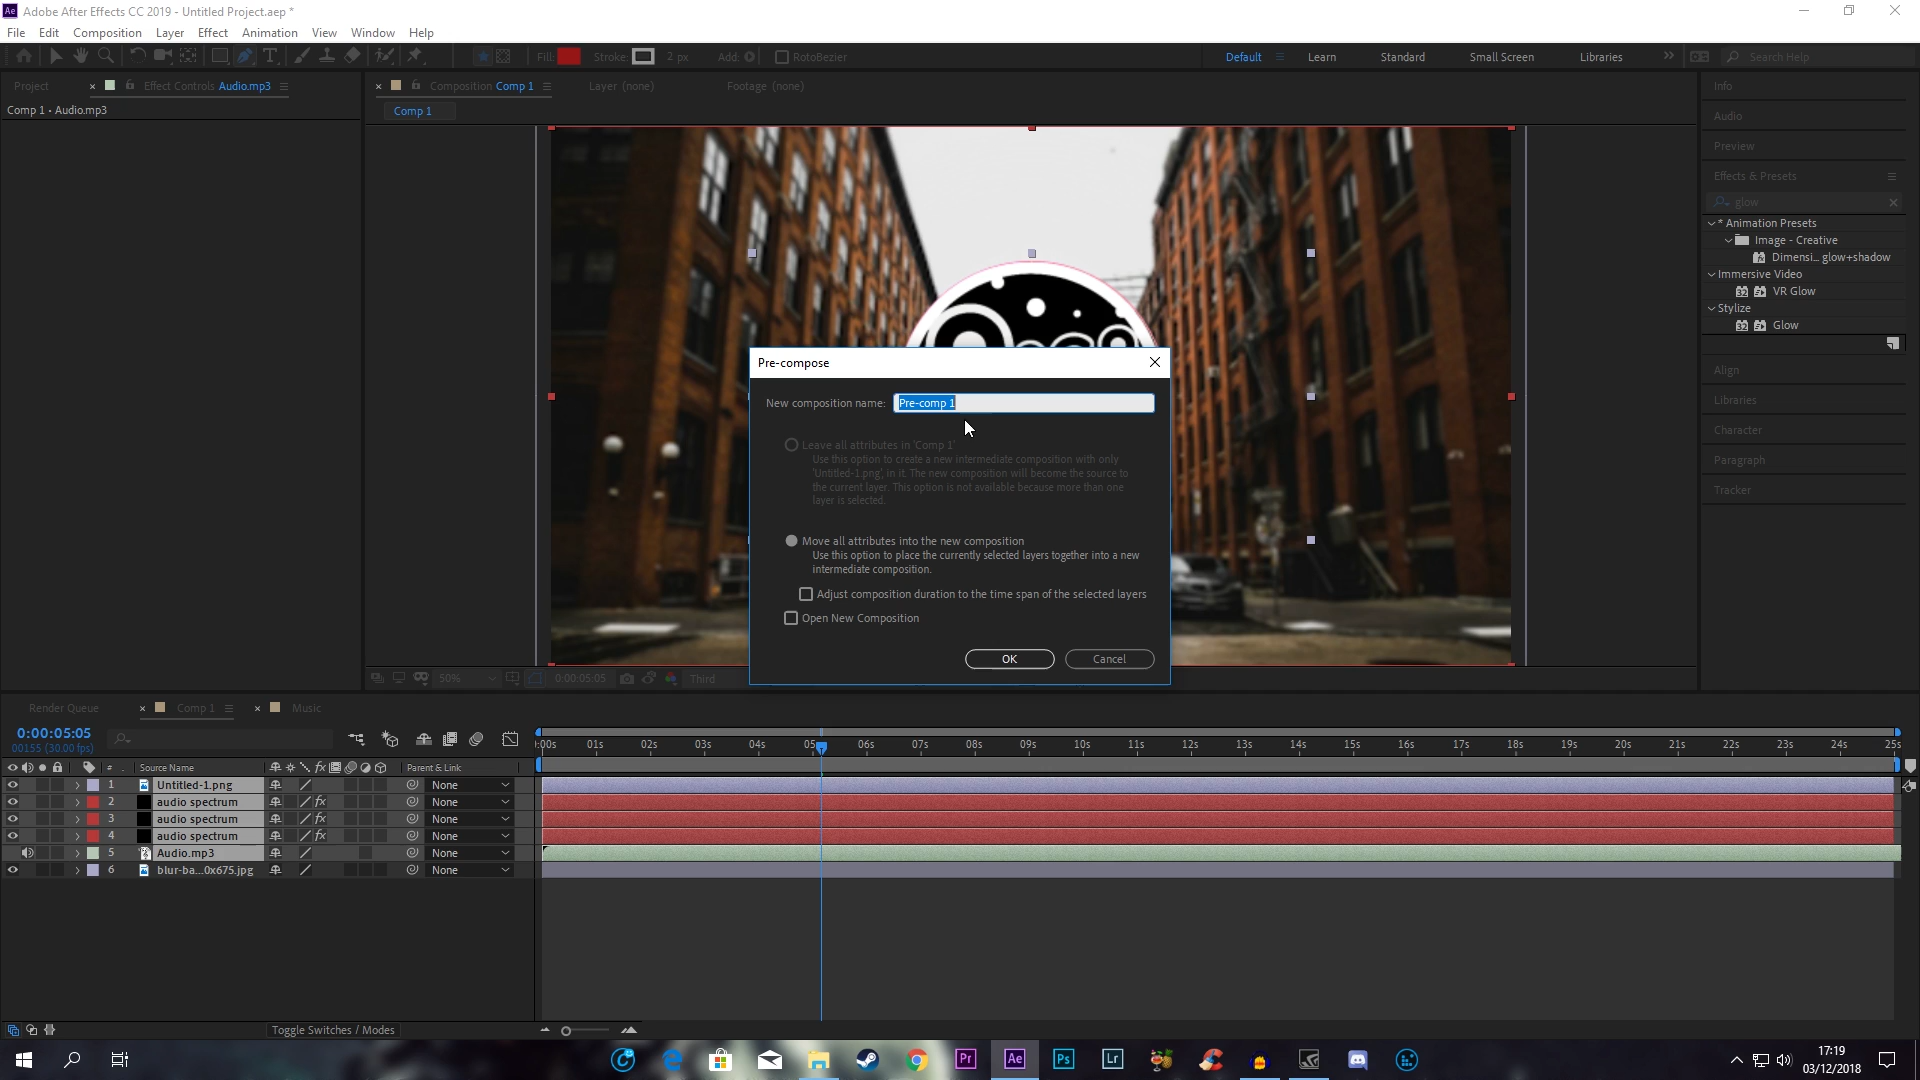 Ae Adobe After Effects CC 2019 - Untitled Project.aep *
File Edit Composition Layer Effect Animation View Window Help
Fill: Stroke: 2 px Add: RotoBezier Default Learn Standard Small Screen Libraries Search Help
Project Effect Controls Audio.mp3 Composition Comp 1 Layer (none) Footage (none)
Comp 1 • Audio.mp3
Comp 1
Info
Audio
Preview
Effects & Presets
glow
* Animation Presets
Image - Creative
Dimensi... glow+shadow
Immersive Video
32 VR Glow
Stylize
32 Glow
Align
Libraries
Character
Paragraph
Tracker
Pre-compose
New composition name: Pre-comp 1
Leave all attributes in 'Comp 1'
Use this option to create a new intermediate composition with only
'Untitled-1.png', in it. The new composition will become the source to
the current layer. This option is not available because more than one
layer is selected.
Move all attributes into the new composition
Use this option to place the currently selected layers together into a new
intermediate composition.
Adjust composition duration to the time span of the selected layers
Open New Composition
OK Cancel
50% 0:00:05:05 Third
Render Queue Comp 1 Music
0:00:05:05
00155 (30.00 fps)
:00s 01s 02s 03s 04s 05s 06s 07s 08s 09s 10s 11s 12s 13s 14s 15s 16s 17s 18s 19s 20s 21s 22s 23s 24s 25s
# Source Name fx Parent & Link
1 Untitled-1.png None
2 audio spectrum fx None
3 audio spectrum fx None
4 audio spectrum fx None
5 Audio.mp3 None
6 blur-ba...0x675.jpg None
Toggle Switches / Modes
Pr Ae Ps Lr
17:19
03/12/2018